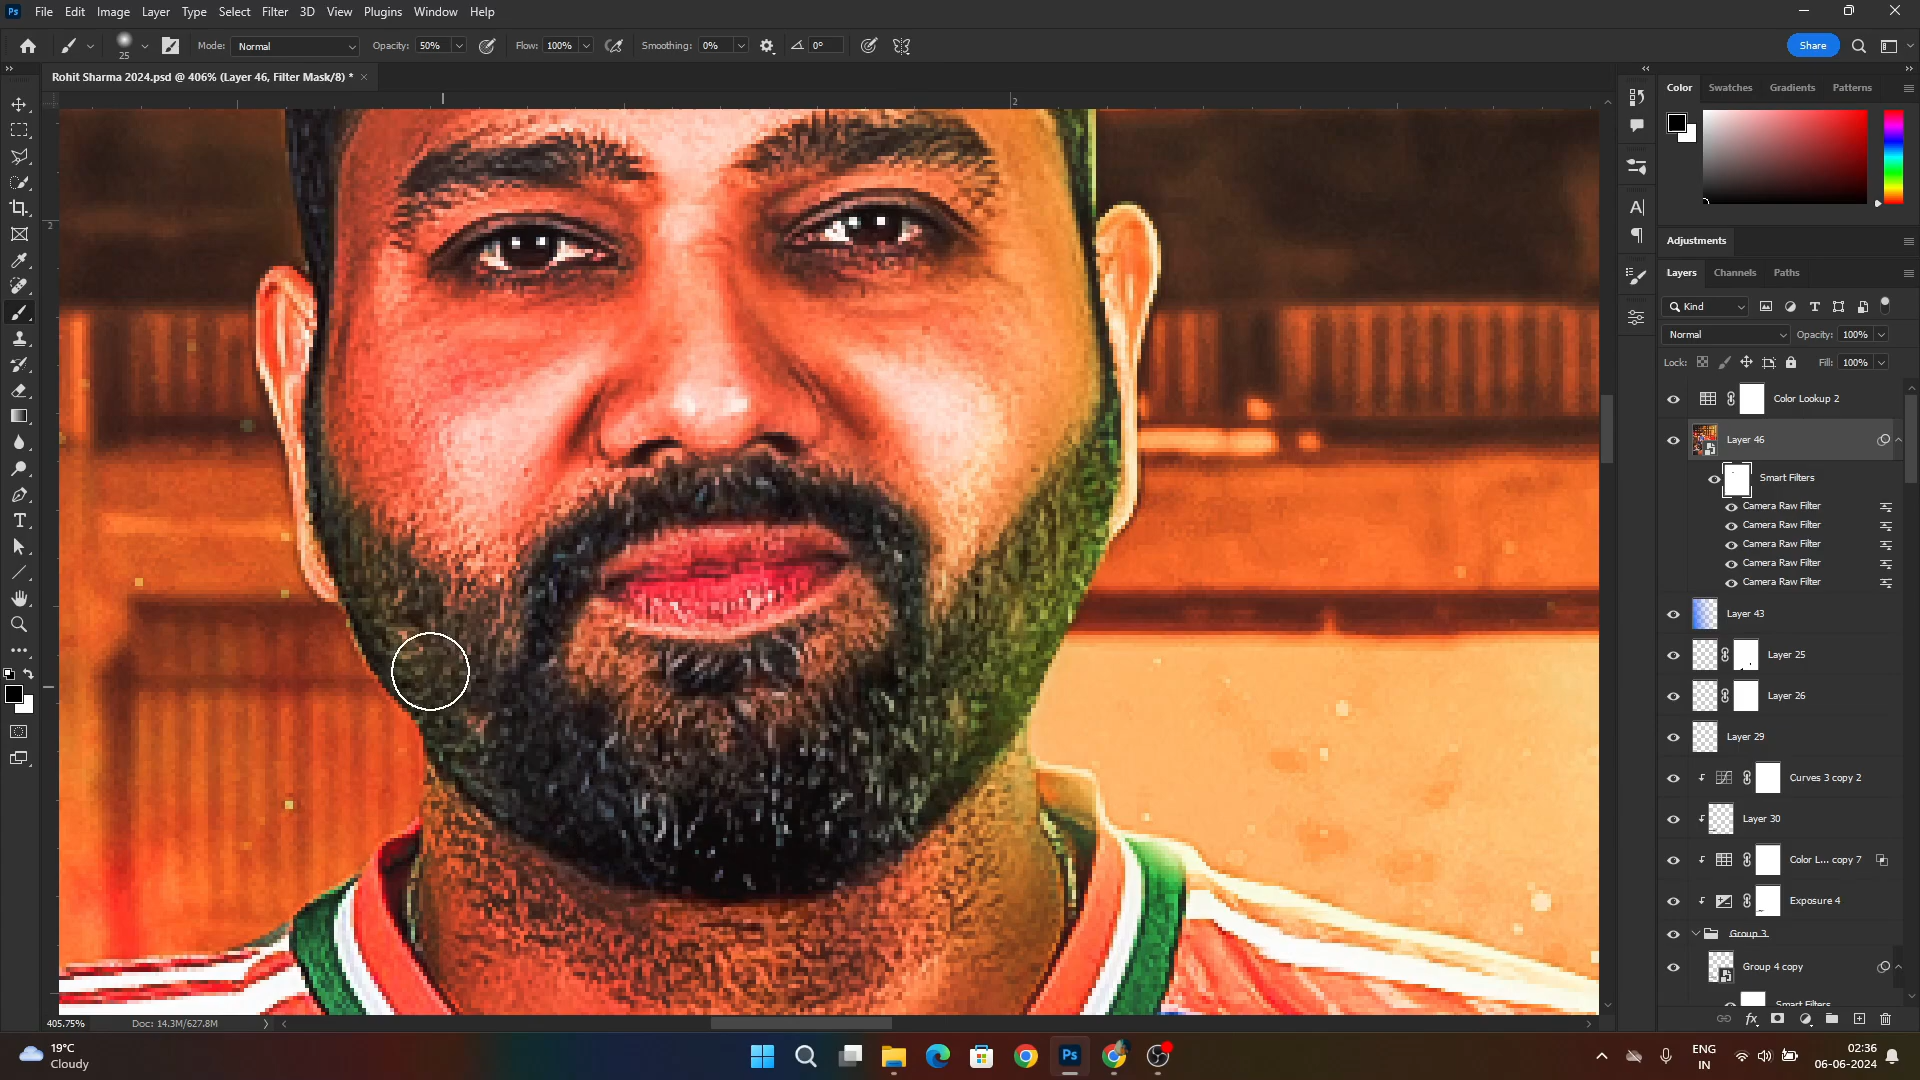 Ps File Edit Image Layer Type Select Filter 3D View Plugins Window Help
25 Mode: Normal Opacity: 50% Flow: 100% Smoothing: 0% 0° Share
Rohit Sharma 2024.psd @ 406% (Layer 46, Filter Mask/8) * ×
Color Swatches Gradients Patterns
Adjustments
Layers Channels Paths
Kind
Normal Opacity: 100%
Lock: Fill: 100%
Color Lookup 2
Layer 46
Smart Filters
Camera Raw Filter
Camera Raw Filter
Camera Raw Filter
Camera Raw Filter
Camera Raw Filter
Layer 43
Layer 25
Layer 26
Layer 29
Curves 3 copy 2
Layer 30
Color L... copy 7
Exposure 4
Group 3
Group 4 copy
Smart Filters
2
2
405.75% Doc: 14.3M/627.8M
19°C
Cloudy
Ps
ENG
IN
02:36
06-06-2024